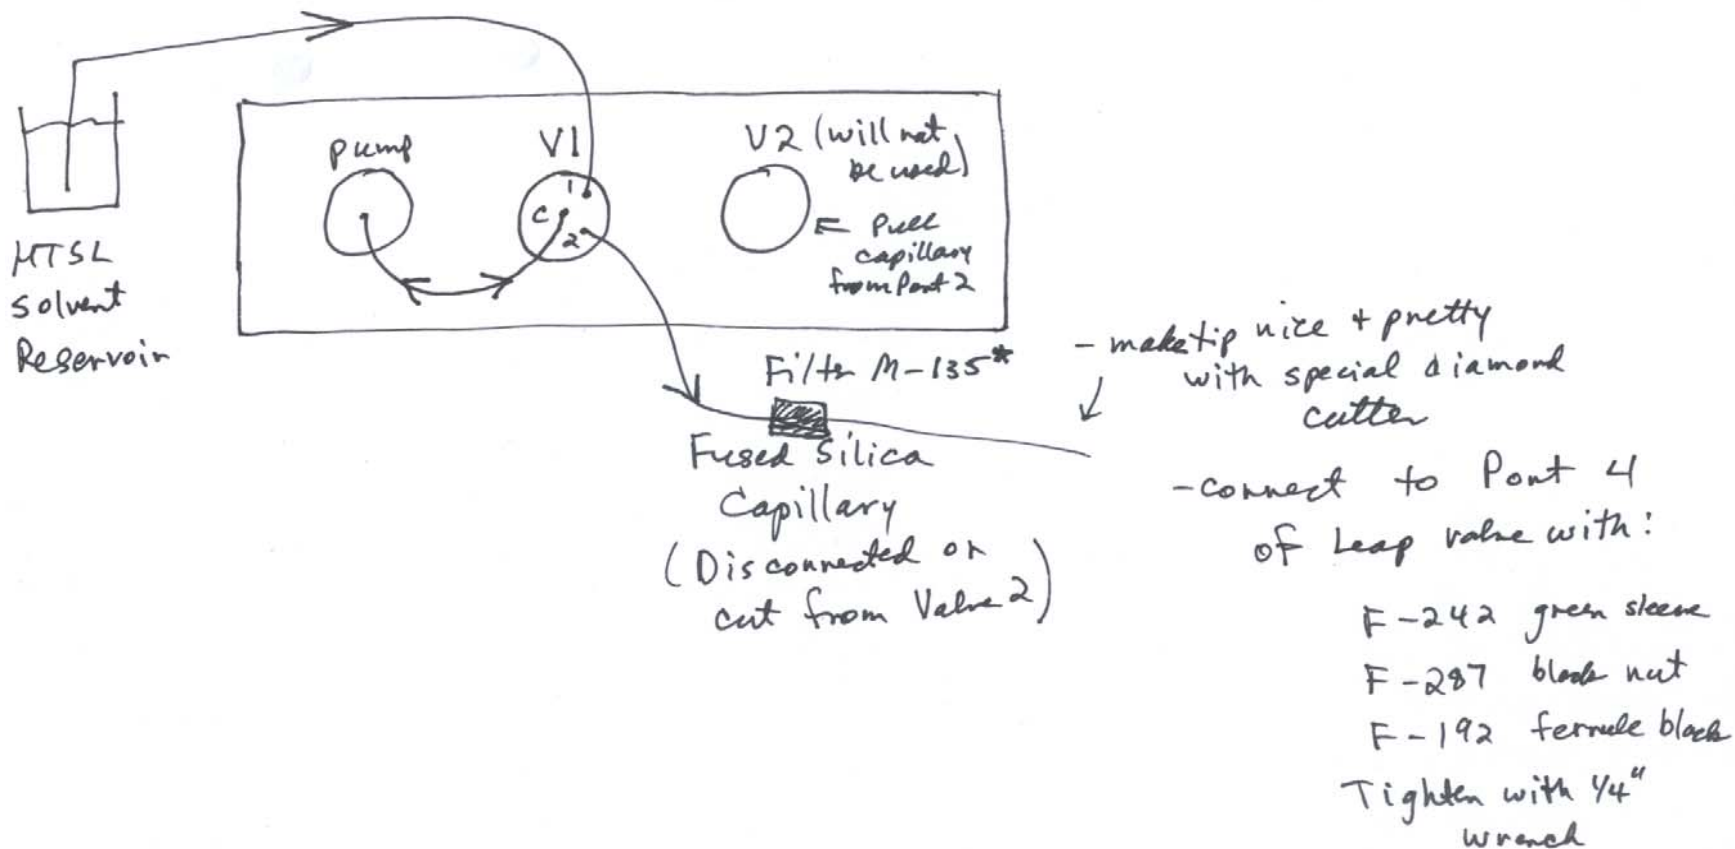 pump
V1
1
C
2
V2 (will not
be used)
Pull
capillary
from Port 2
MTSL
Solvent
Reservoir
Filter M-135*
Fused Silica
Capillary
(Disconnected or
cut from Valve 2)
- make tip nice + pretty
with special diamond
cutter
- connect to Port 4
of Leap valve with:
F-242 green sleeve
F-287 black nut
F-192 ferrule black
Tighten with 1/4"
wrench